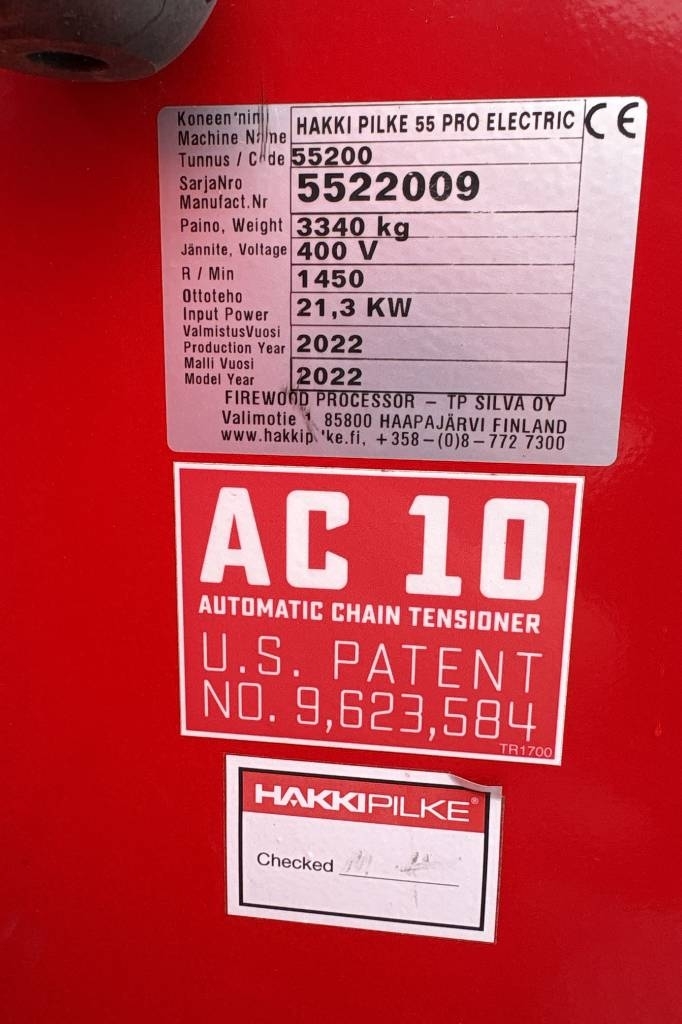 Koneen nimi
Machine Name HAKKI PILKE 55 PRO ELECTRIC CE
Tunnus / Code 55200
SarjaNro
Manufact.Nr 5522009
Paino, Weight 3340 kg
Jännite, Voltage 400 V
R / Min 1450
Ottoteho
Input Power 21,3 KW
ValmistusVuosi
Production Year 2022
Malli Vuosi
Model Year 2022
FIREWOOD PROCESSOR – TP SILVA OY
Valimotie 1 85800 HAAPAJÄRVI FINLAND
www.hakkipilke.fi, +358–(0)8–772 7300
AC 10
AUTOMATIC CHAIN TENSIONER
U.S. PATENT
NO. 9,623,584
TR1700
HAKKIPILKE®
Checked